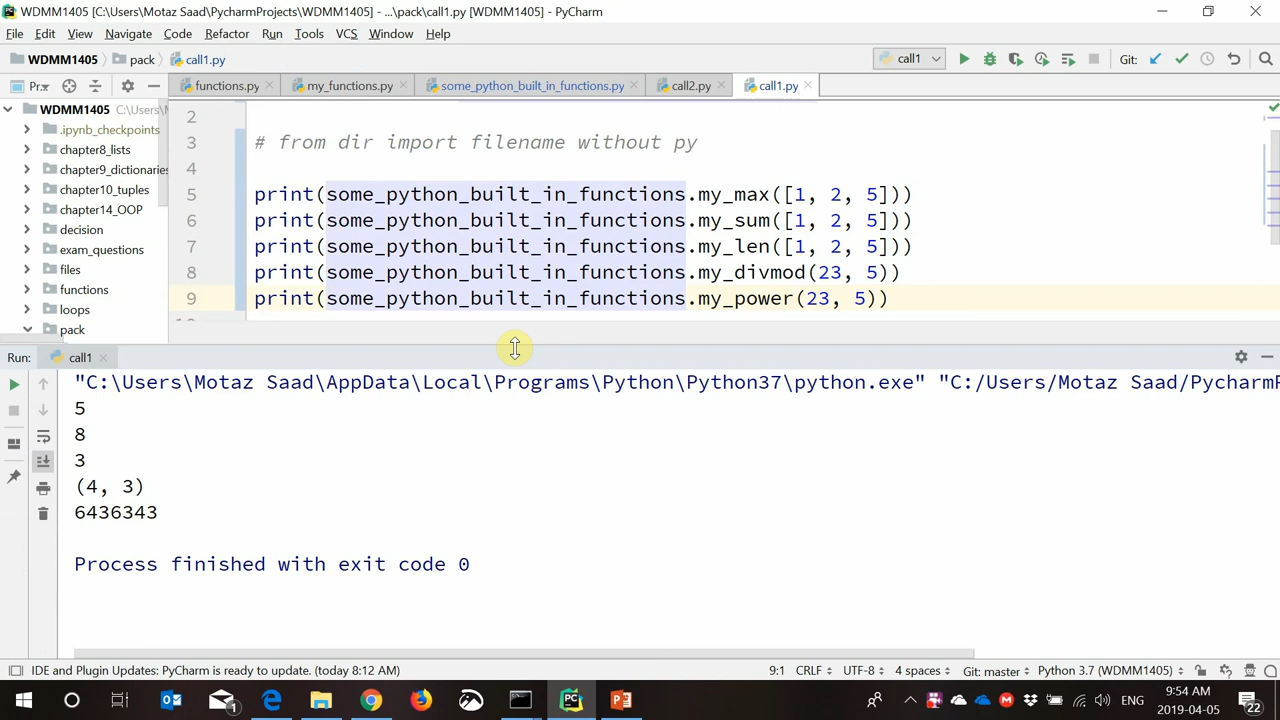 WDMM1405 [C:\Users\Motaz Saad\PycharmProjects\WDMM1405] - ...\pack\call1.py [WDMM1405] - PyCharm
File Edit View Navigate Code Refactor Run Tools VCS Window Help
WDMM1405 pack call1.py call1 Git:
Pr... functions.py my_functions.py some_python_built_in_functions.py call2.py call1.py
WDMM1405 C:\Users\
.ipynb_checkpoints
chapter8_lists
chapter9_dictionaries
chapter10_tuples
chapter14_OOP
decision
exam_questions
files
functions
loops
pack
2
3 # from dir import filename without py
4
5 print(some_python_built_in_functions.my_max([1, 2, 5]))
6 print(some_python_built_in_functions.my_sum([1, 2, 5]))
7 print(some_python_built_in_functions.my_len([1, 2, 5]))
8 print(some_python_built_in_functions.my_divmod(23, 5))
9 print(some_python_built_in_functions.my_power(23, 5))
Run: call1
"C:\Users\Motaz Saad\AppData\Local\Programs\Python\Python37\python.exe" "C:/Users/Motaz Saad/PycharmP
5
8
3
(4, 3)
6436343
Process finished with exit code 0
IDE and Plugin Updates: PyCharm is ready to update. (today 8:12 AM) 9:1 CRLF UTF-8 4 spaces Git: master Python 3.7 (WDMM1405)
1 ENG 9:54 AM
2019-04-05 22